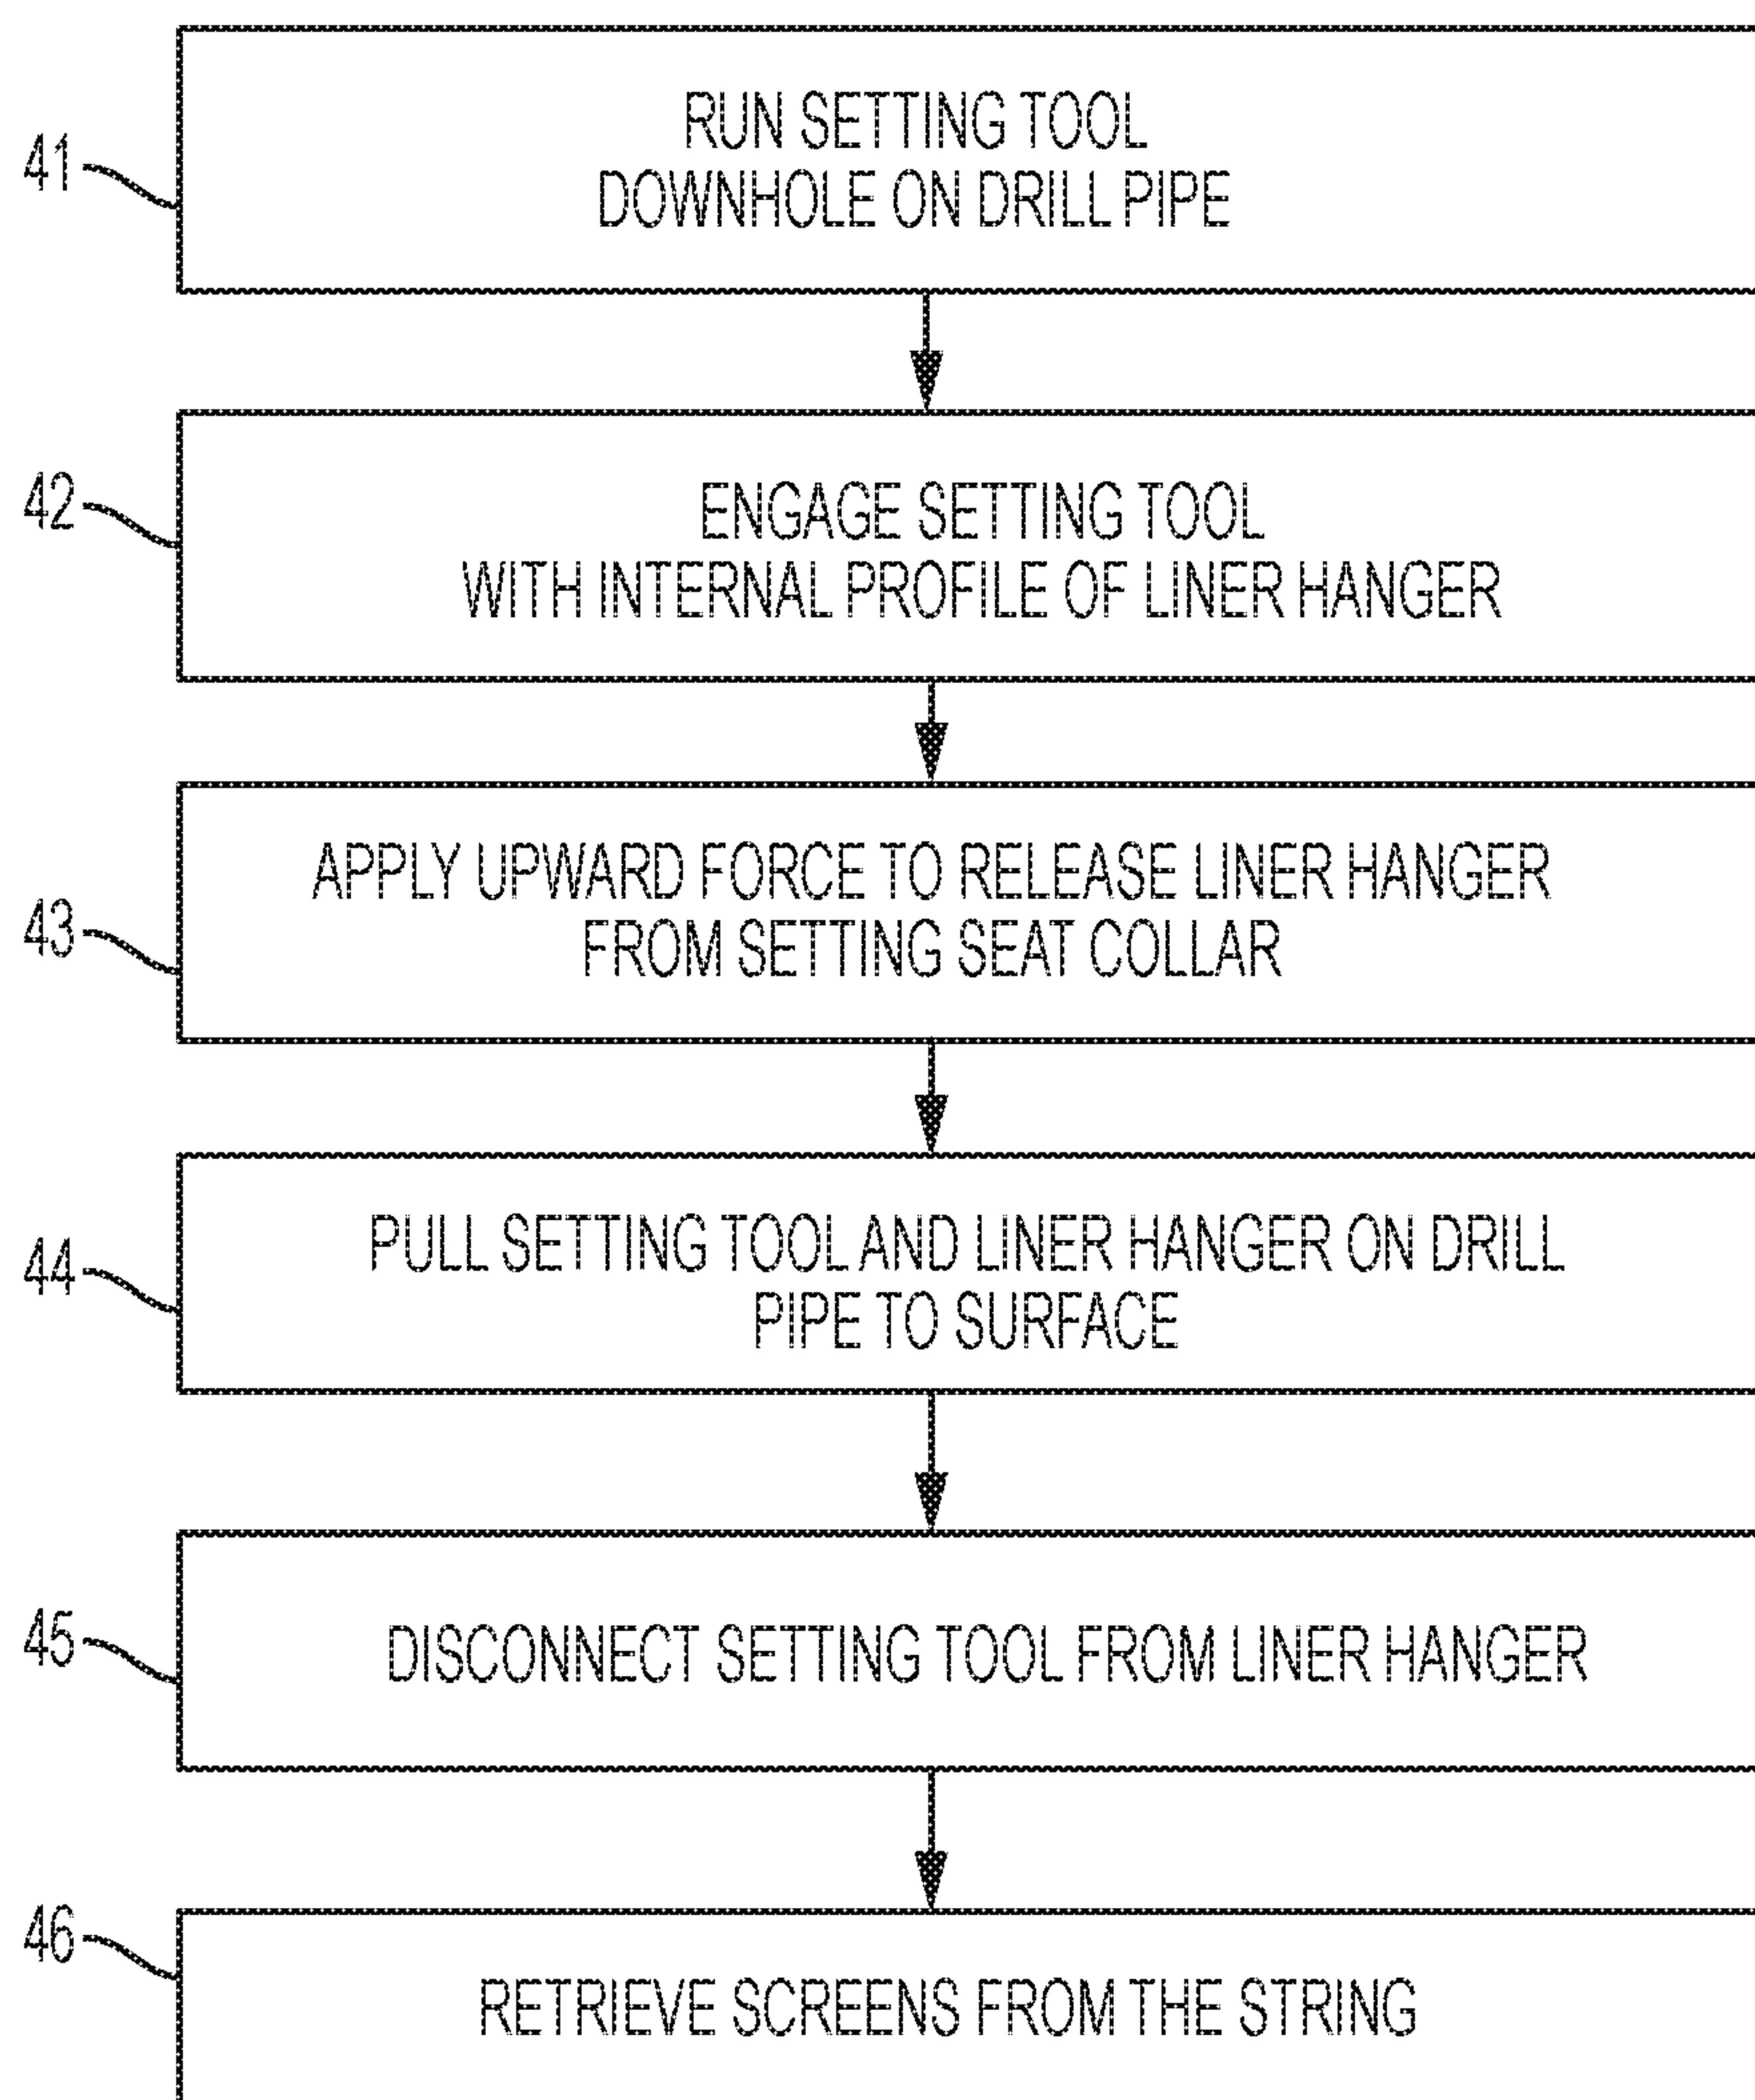 41
RUN SETTING TOOL
DOWNHOLE ON DRILL PIPE
42
ENGAGE SETTING TOOL
WITH INTERNAL PROFILE OF LINER HANGER
43
APPLY UPWARD FORCE TO RELEASE LINER HANGER
FROM SETTING SEAT COLLAR
44
PULL SETTING TOOL AND LINER HANGER ON DRILL
PIPE TO SURFACE
45
DISCONNECT SETTING TOOL FROM LINER HANGER
46
RETRIEVE SCREENS FROM THE STRING